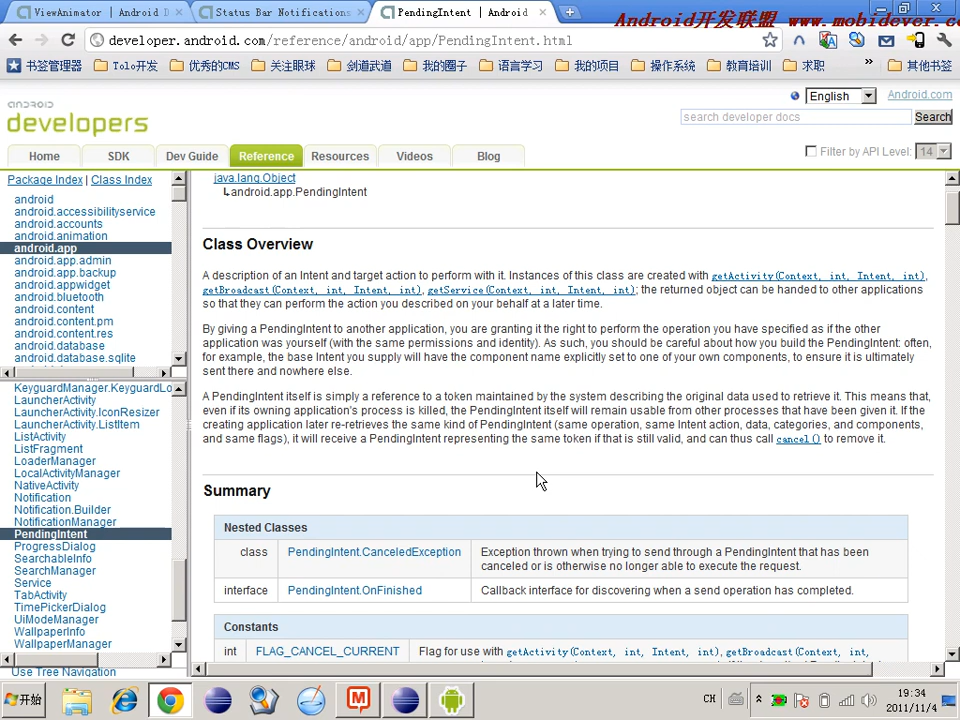 ViewAnimator | Android D
Status Bar Notifications
PendingIntent | Android
Android开发联盟 www.mobidever.co
developer.android.com/reference/android/app/PendingIntent.html
书签管理器 Tolo开发 优秀的CMS 关注眼球 剑道武道 我的圈子 语言学习 我的项目 操作系统 教育培训 求职 » 其他书签
English Android.com
android
developers
search developer docs Search
Home SDK Dev Guide Reference Resources Videos Blog
Filter by API Level: 14
Package Index | Class Index
android
android.accessibilityservice
android.accounts
android.animation
android.app
android.app.admin
android.app.backup
android.appwidget
android.bluetooth
android.content
android.content.pm
android.content.res
android.database
android.database.sqlite
KeyguardManager.KeyguardLo
LauncherActivity
LauncherActivity.IconResizer
LauncherActivity.ListItem
ListActivity
ListFragment
LoaderManager
LocalActivityManager
NativeActivity
Notification
Notification.Builder
NotificationManager
PendingIntent
ProgressDialog
SearchableInfo
SearchManager
Service
TabActivity
TimePickerDialog
UiModeManager
WallpaperInfo
WallpaperManager
Use Tree Navigation
java.lang.Object
↳android.app.PendingIntent
Class Overview
A description of an Intent and target action to perform with it. Instances of this class are created with getActivity(Context, int, Intent, int),
getBroadcast(Context, int, Intent, int), getService(Context, int, Intent, int); the returned object can be handed to other applications
so that they can perform the action you described on your behalf at a later time.
By giving a PendingIntent to another application, you are granting it the right to perform the operation you have specified as if the other
application was yourself (with the same permissions and identity). As such, you should be careful about how you build the PendingIntent: often,
for example, the base Intent you supply will have the component name explicitly set to one of your own components, to ensure it is ultimately
sent there and nowhere else.
A PendingIntent itself is simply a reference to a token maintained by the system describing the original data used to retrieve it. This means that,
even if its owning application's process is killed, the PendingIntent itself will remain usable from other processes that have been given it. If the
creating application later re-retrieves the same kind of PendingIntent (same operation, same Intent action, data, categories, and components,
and same flags), it will receive a PendingIntent representing the same token if that is still valid, and can thus call cancel() to remove it.
Summary
Nested Classes
class PendingIntent.CanceledException Exception thrown when trying to send through a PendingIntent that has been
canceled or is otherwise no longer able to execute the request.
interface PendingIntent.OnFinished Callback interface for discovering when a send operation has completed.
Constants
int FLAG_CANCEL_CURRENT Flag for use with getActivity(Context, int, Intent, int), getBroadcast(Context, int,
开始
CH
19:34
2011/11/4